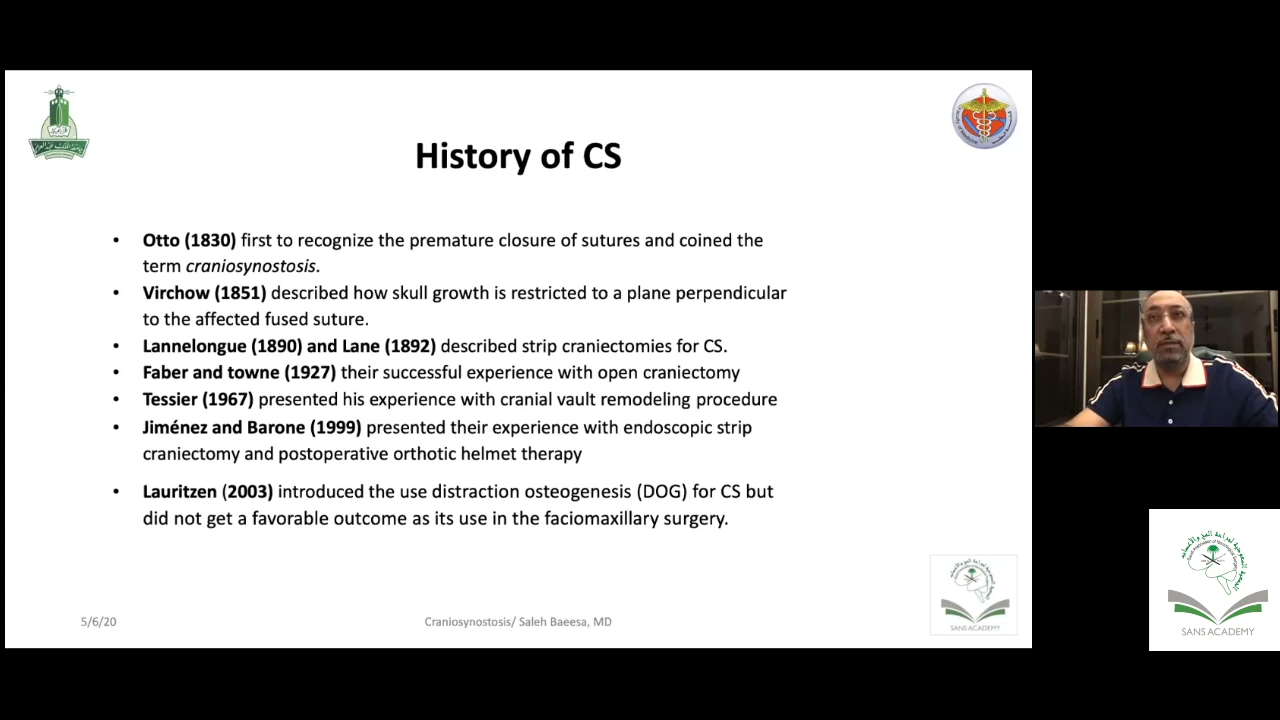 History of CS
• Otto (1830) first to recognize the premature closure of sutures and coined the
term craniosynostosis.
• Virchow (1851) described how skull growth is restricted to a plane perpendicular
to the affected fused suture.
• Lannelongue (1890) and Lane (1892) described strip craniectomies for CS.
• Faber and towne (1927) their successful experience with open craniectomy
• Tessier (1967) presented his experience with cranial vault remodeling procedure
• Jiménez and Barone (1999) presented their experience with endoscopic strip
craniectomy and postoperative orthotic helmet therapy
• Lauritzen (2003) introduced the use distraction osteogenesis (DOG) for CS but
did not get a favorable outcome as its use in the faciomaxillary surgery.
5/6/20
Craniosynostosis/ Saleh Baeesa, MD
SANS ACADEMY
SANS ACADEMY